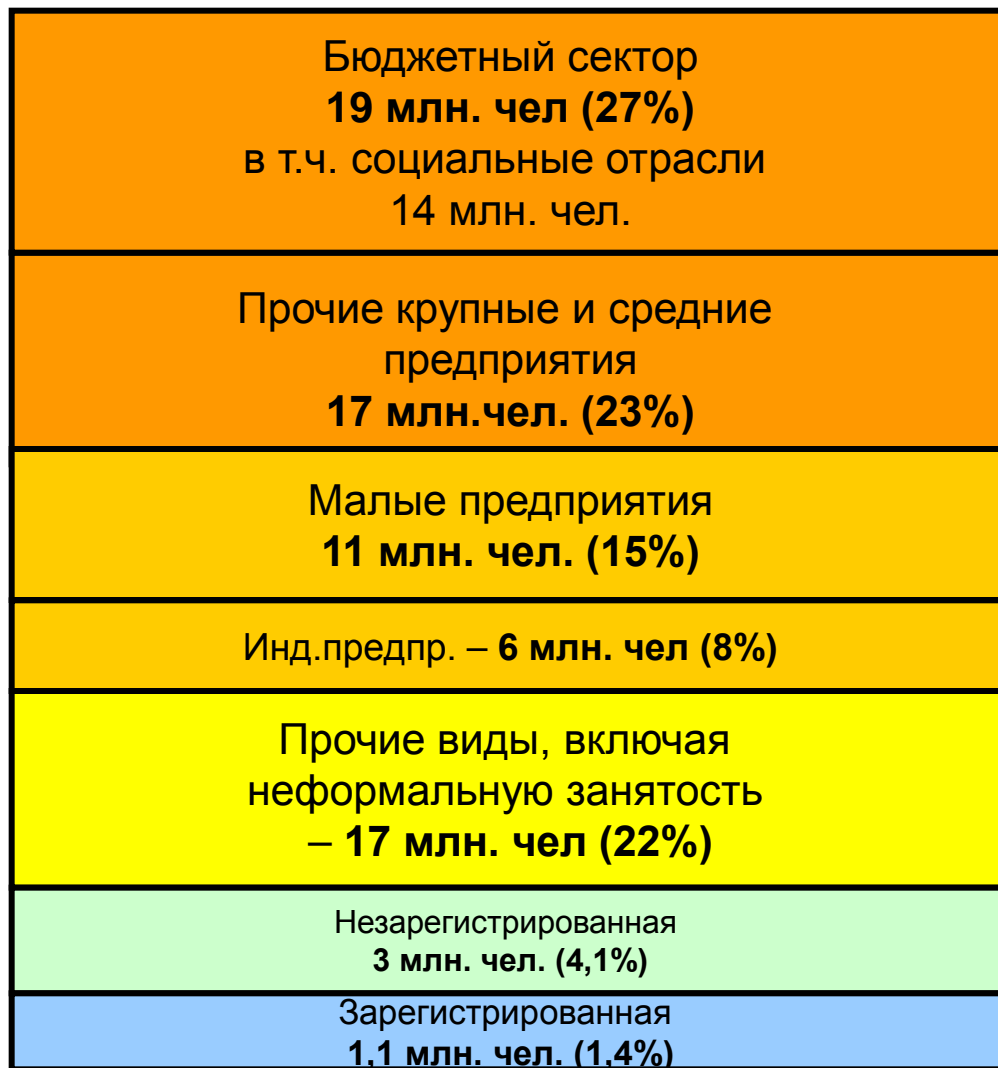 Бюджетный сектор
19 млн. чел (27%)
в т.ч. социальные отрасли
14 млн. чел.
Прочие крупные и средние
предприятия
17 млн.чел. (23%)
Малые предприятия
11 млн. чел. (15%)
Инд.предпр. – 6 млн. чел (8%)
Прочие виды, включая
неформальную занятость
– 17 млн. чел (22%)
Незарегистрированная
3 млн. чел. (4,1%)
Зарегистрированная
1,1 млн. чел. (1,4%)